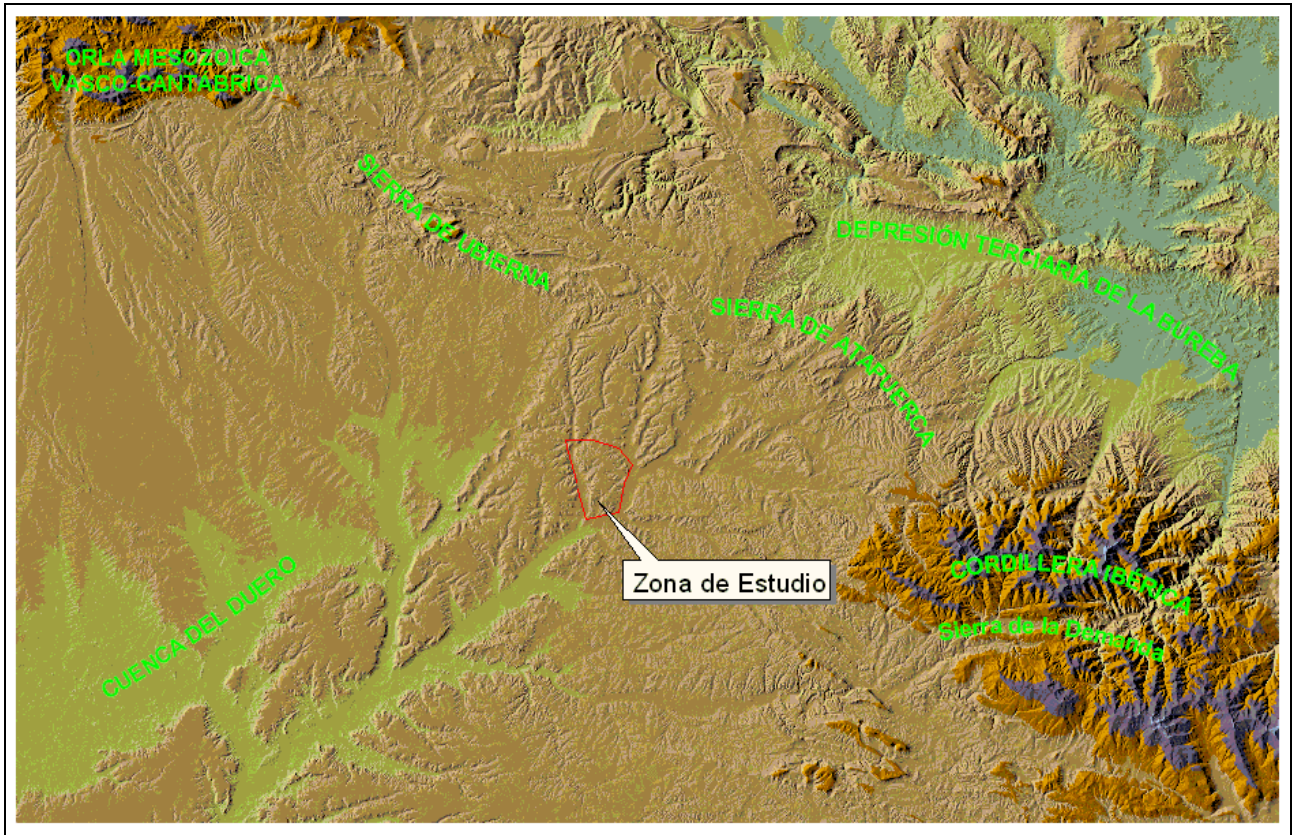 ORLA MESOZOICA
VASCO-CANTABRICA
SIERRA DE UBIERNA
DEPRESIÓN TERCIARIA DE LA BUREBA
SIERRA DE ATAPUERCA
Zona de Estudio
CUENCA DEL DUERO
CORDILLERA IBÉRICA
Sierra de la Demanda